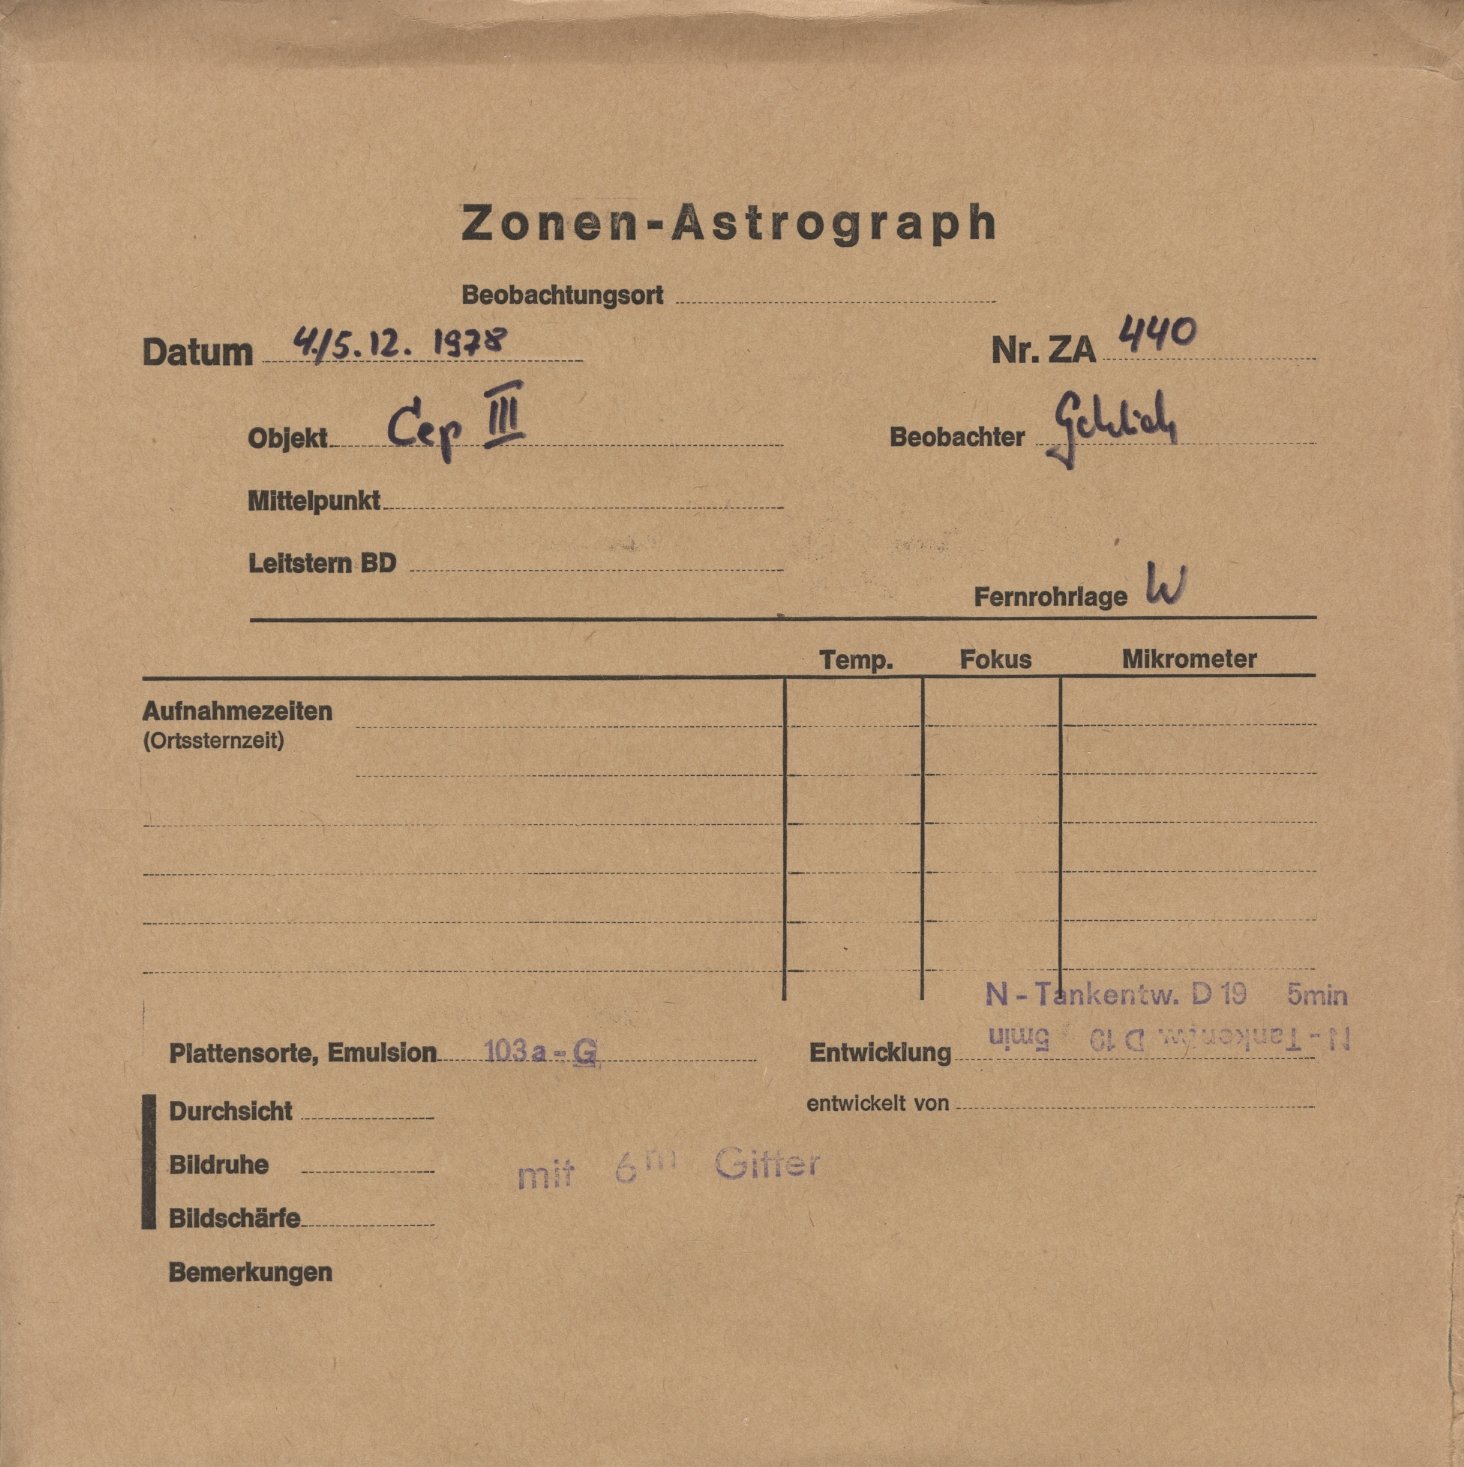 Zonen-Astrograph
Beobachtungsort
Datum 4./5.12. 1978 Nr. ZA 440
Objekt Cep III Beobachter
Mittelpunkt
Leitstern BD
Fernrohrlage W
Temp. Fokus Mikrometer
Aufnahmezeiten
(Ortssternzeit)
N-Tankentw. D 19 5min
N-Tankentw. D 19 5min
Plattensorte, Emulsion 103a-G Entwicklung
Durchsicht entwickelt von
Bildruhe mit 6m Gitter
Bildschärfe
Bemerkungen